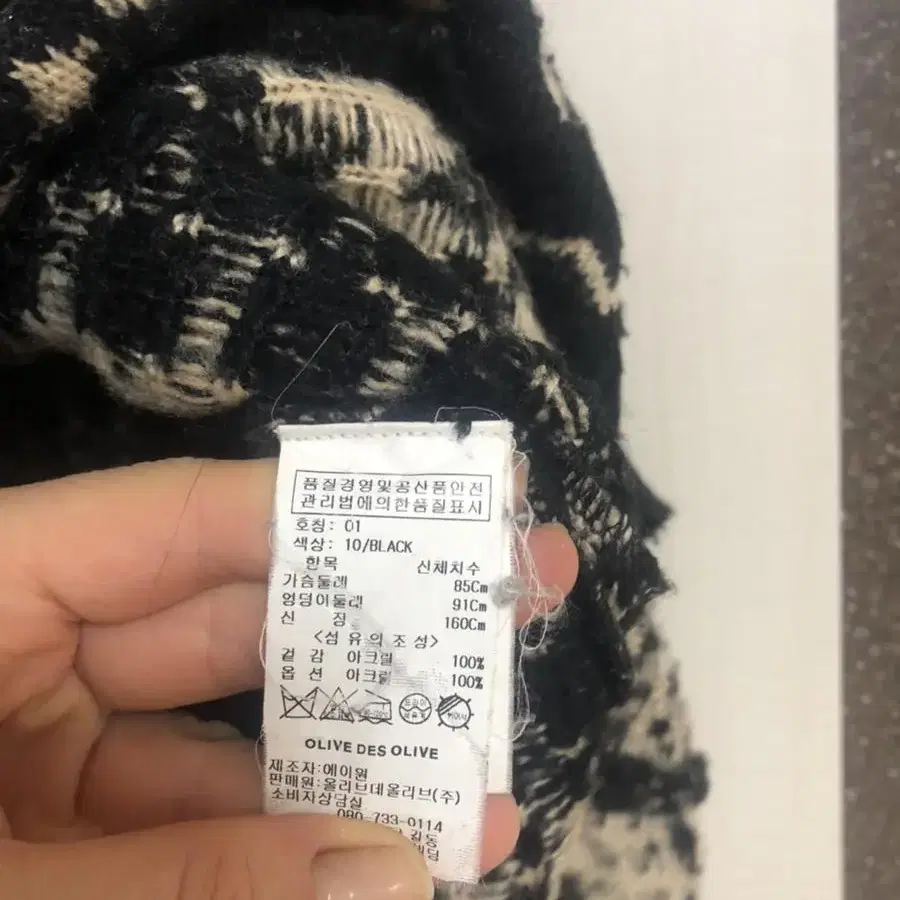 품질경영및공산품안전
관리법에의한품질표시
호칭: 01
색상: 10/BLACK
항목 신체치수
가슴둘레 85Cm
엉덩이둘레 91Cm
신 장 160Cm
<섬 유 의 조 성>
겉 감 아크릴 100%
옵 션 아크릴 100%
OLIVE DES OLIVE
제조자:에이원
판매원:올리브데올리브(주)
소비자상담실
080-733-0114
길동